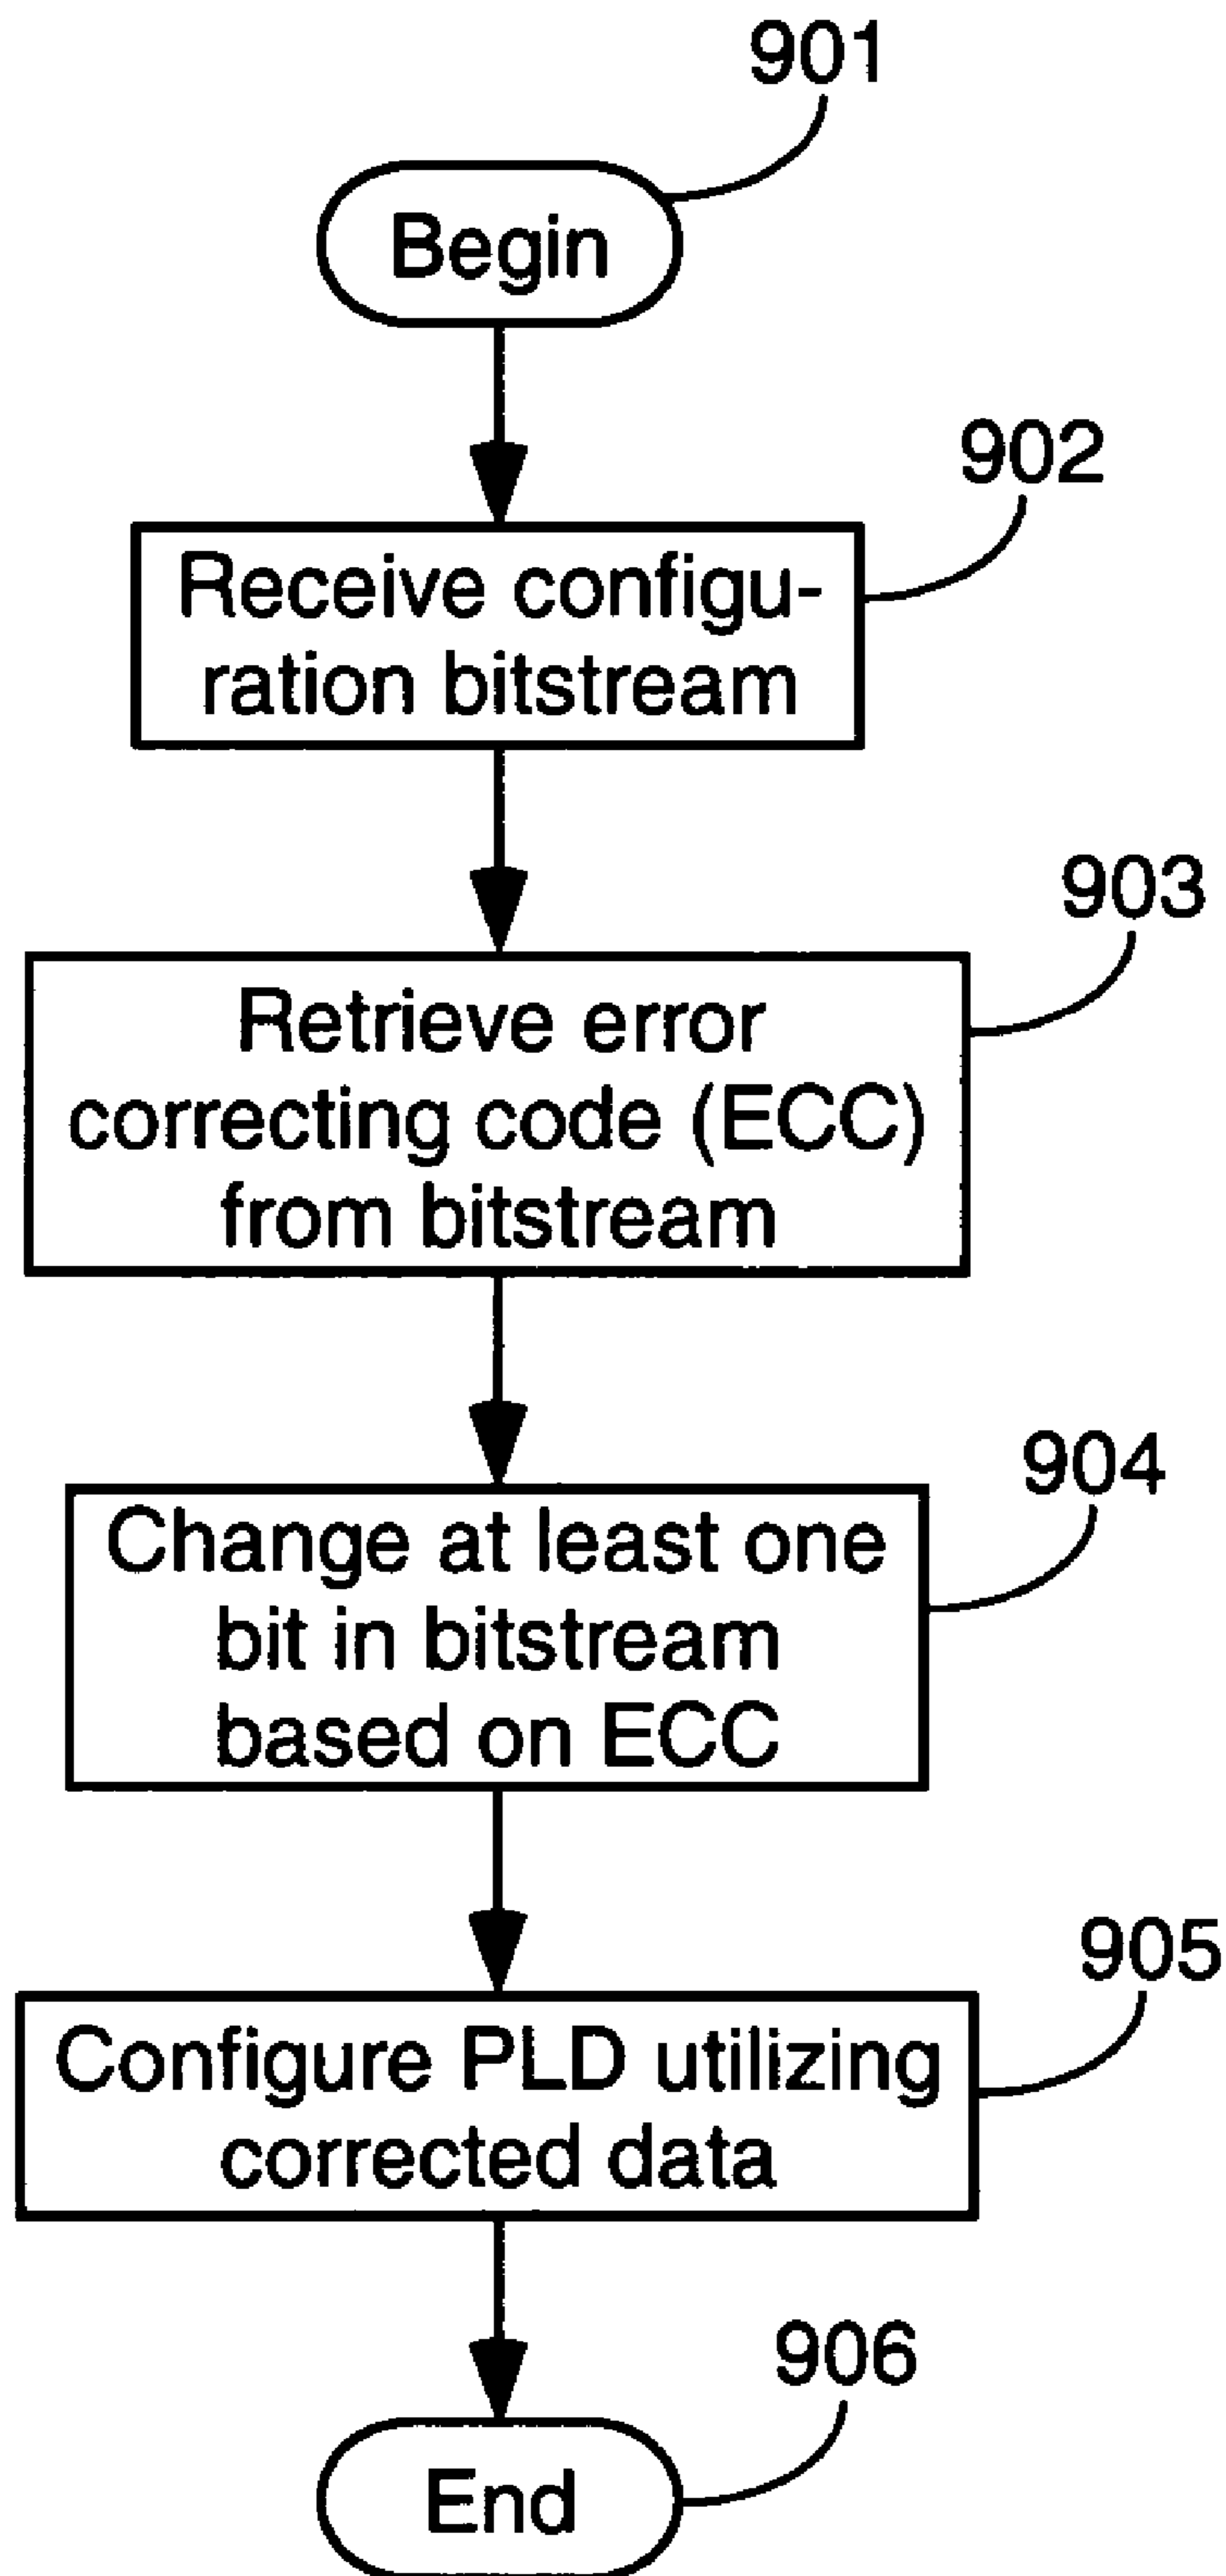 901
Begin
902
Receive configu-
ration bitstream
903
Retrieve error
correcting code (ECC)
from bitstream
904
Change at least one
bit in bitstream
based on ECC
905
Configure PLD utilizing
corrected data
906
End